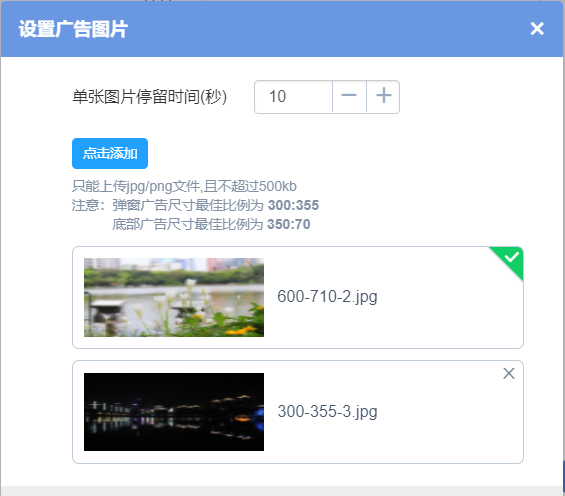 设置广告图片
单张图片停留时间(秒) 10
点击添加
只能上传jpg/png文件,且不超过500kb
注意：弹窗广告尺寸最佳比例为 300:355
底部广告尺寸最佳比例为 350:70
600-710-2.jpg
300-355-3.jpg